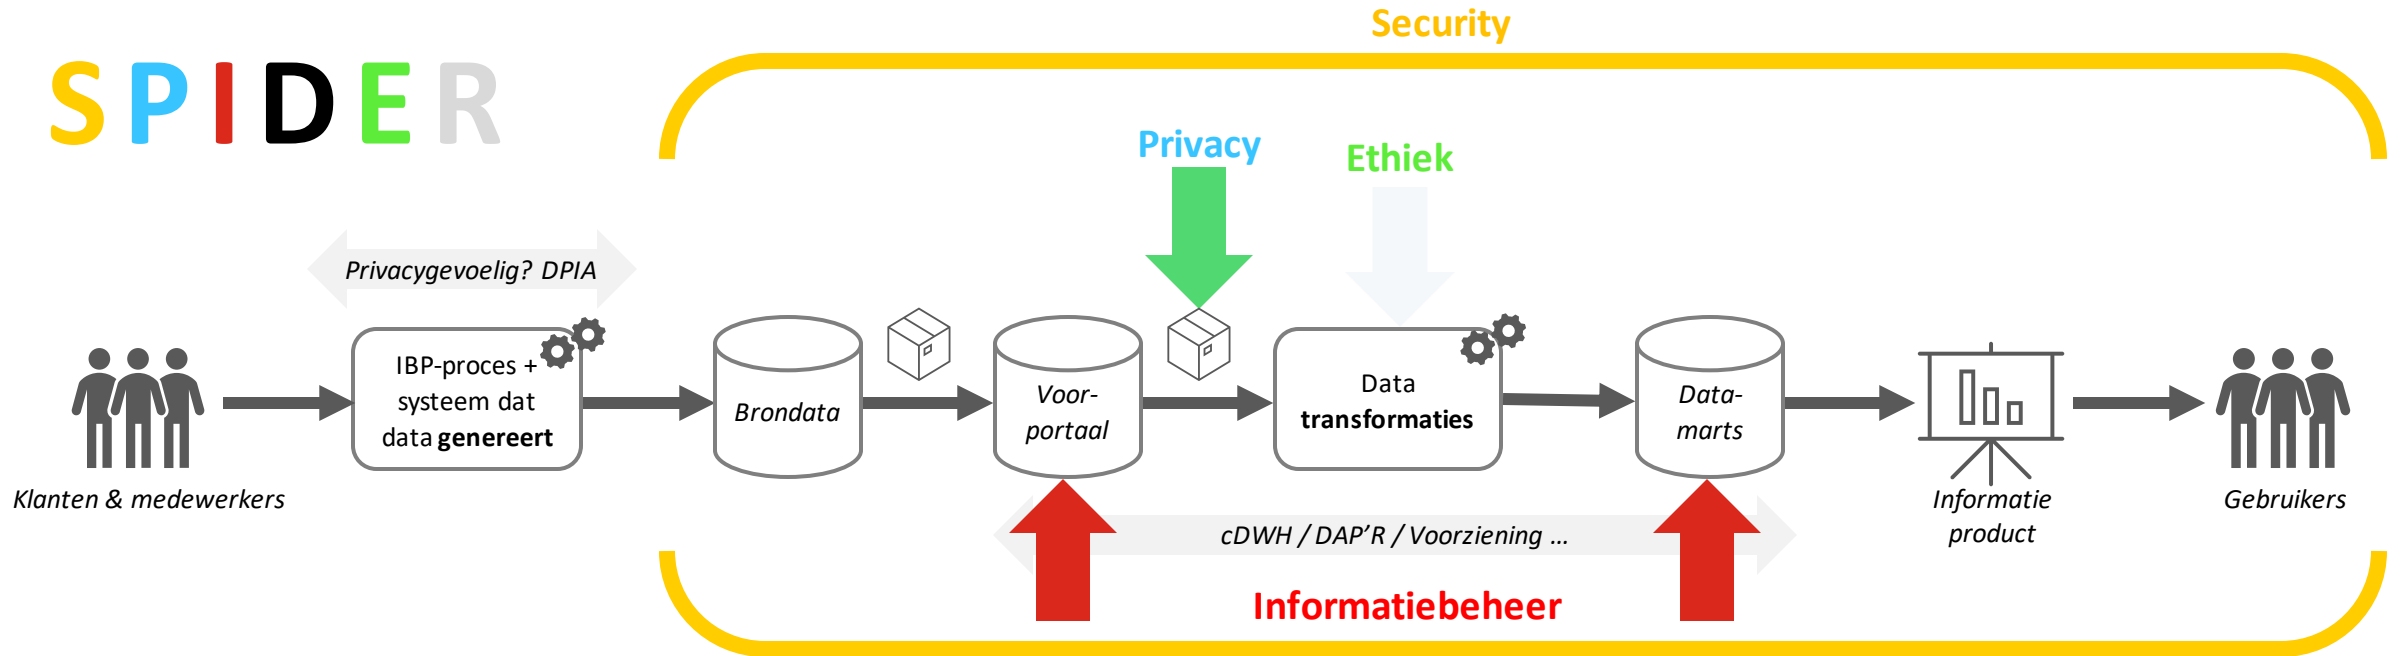 Security
SPIDER
Privacy
Ethiek
Privacygevoelig? DPIA
IBP-proces +
systeem dat
data genereert
Brondata
Voor-
portaal
Data
transformaties
Data-
marts
Klanten & medewerkers
Informatie
product
Gebruikers
cDWH / DAP’R / Voorziening ...
Informatiebeheer